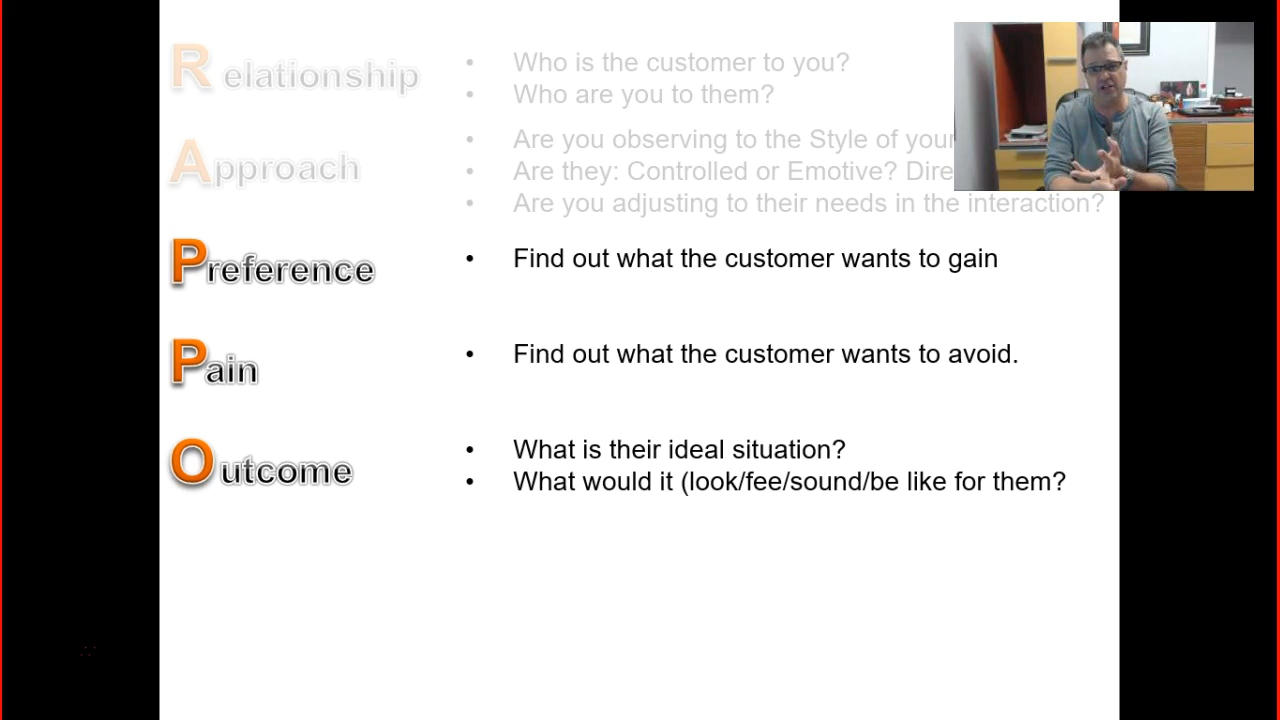 Relationship
• Who is the customer to you?
• Who are you to them?
Approach
• Are you observing to the Style of your
• Are they: Controlled or Emotive?
• Are you adjusting to their needs in the interaction?
Preference
• Find out what the customer wants to gain
Pain
• Find out what the customer wants to avoid.
Outcome
• What is their ideal situation?
• What would it (look/fee/sound/be like for them?